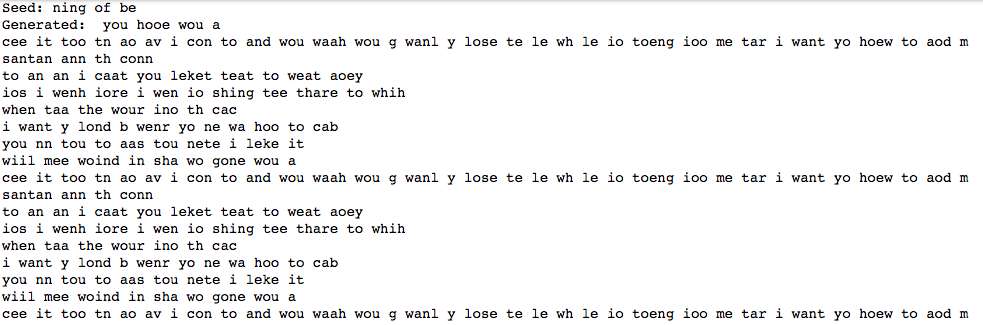 Seed: ning of be
Generated:  you hooe wou a
cee it too tn ao av i con to and wou waah wou g wanl y lose te le wh le io toeng ioo me tar i want yo hoew to aod m
santan ann th conn
to an an i caat you leket teat to weat aoey
ios i wenh iore i wen io shing tee thare to whih
when taa the wour ino th cac
i want y lond b wenr yo ne wa hoo to cab
you nn tou to aas tou nete i leke it
wiil mee woind in sha wo gone wou a
cee it too tn ao av i con to and wou waah wou g wanl y lose te le wh le io toeng ioo me tar i want yo hoew to aod m
santan ann th conn
to an an i caat you leket teat to weat aoey
ios i wenh iore i wen io shing tee thare to whih
when taa the wour ino th cac
i want y lond b wenr yo ne wa hoo to cab
you nn tou to aas tou nete i leke it
wiil mee woind in sha wo gone wou a
cee it too tn ao av i con to and wou waah wou g wanl y lose te le wh le io toeng ioo me tar i want yo hoew to aod m